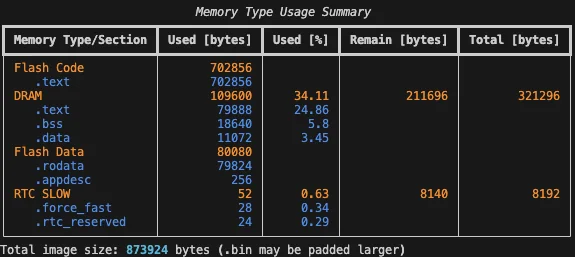 Memory Type Usage Summary
Memory Type/Section Used [bytes] Used [%] Remain [bytes] Total [bytes]
Flash Code 702856
.text 702856
DRAM 109600 34.11 211696 321296
.text 79888 24.86
.bss 18640 5.8
.data 11072 3.45
Flash Data 80080
.rodata 79824
.appdesc 256
RTC SLOW 52 0.63 8140 8192
.force_fast 28 0.34
.rtc_reserved 24 0.29
Total image size: 873924 bytes (.bin may be padded larger)